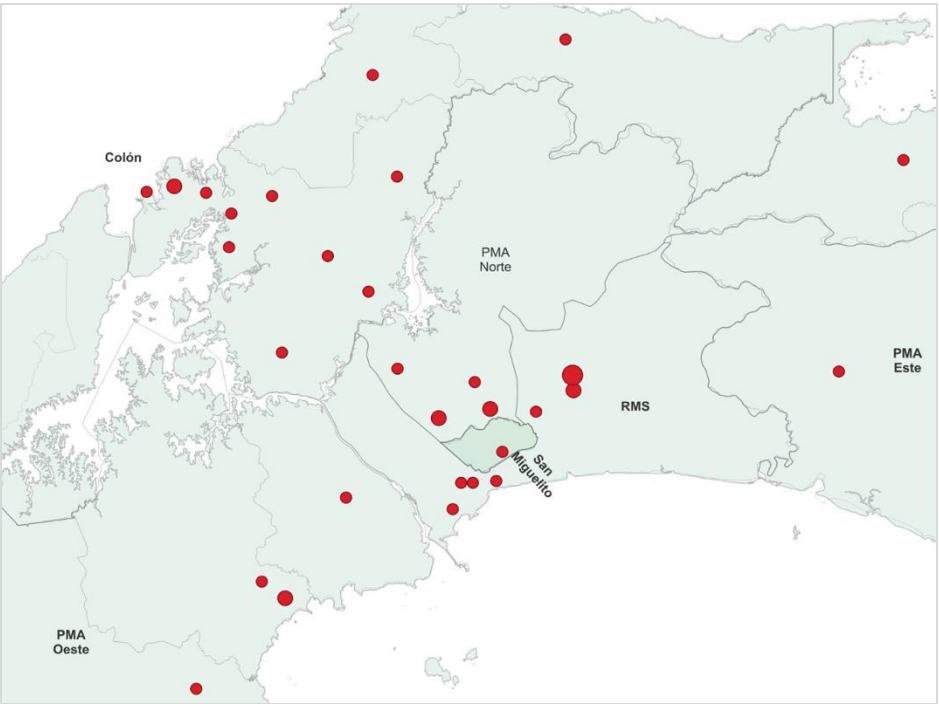 Colón
PMA
Norte
PMA
Este
RMS
San
Miguelito
PMA
Oeste